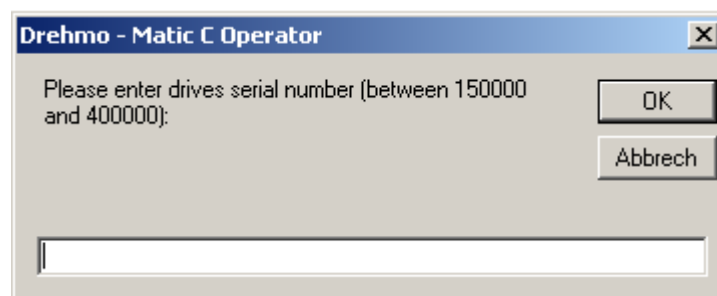 Drehmo - Matic C Operator
Please enter drives serial number (between 150000
and 400000):
OK
Abbrech